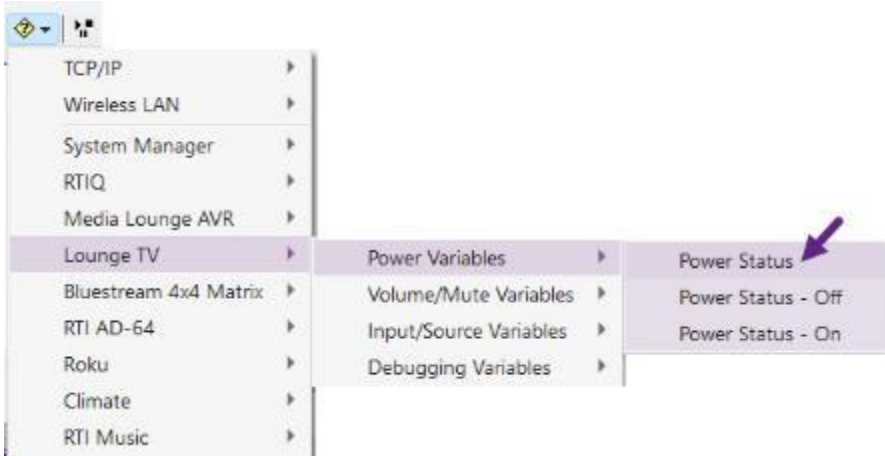 TCP/IP
Wireless LAN
System Manager
RTIQ
Media Lounge AVR
Lounge TV
Bluestream 4x4 Matrix
RTI AD-64
Roku
Climate
RTI Music
Power Variables
Volume/Mute Variables
Input/Source Variables
Debugging Variables
Power Status
Power Status - Off
Power Status - On